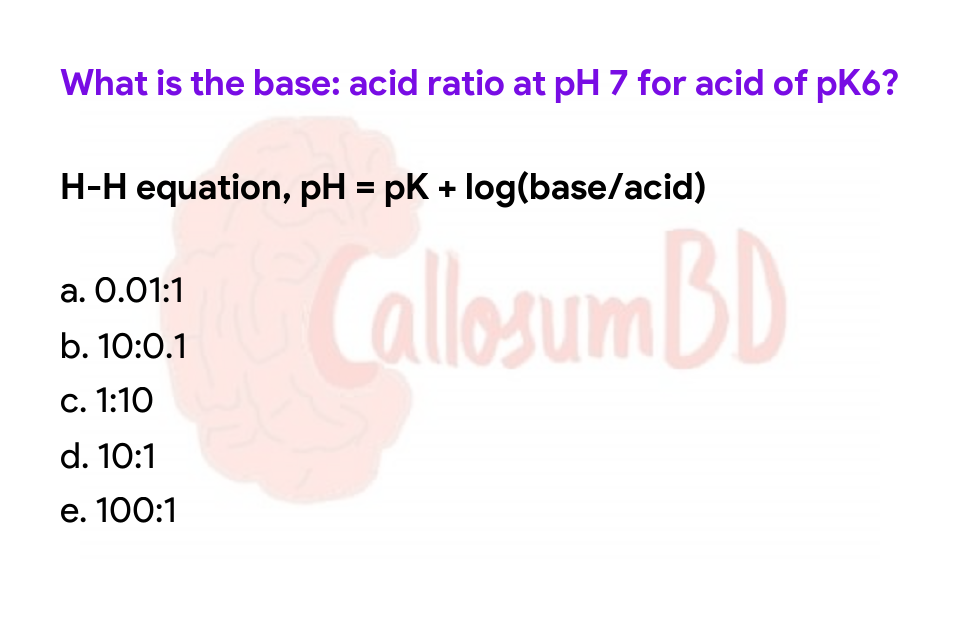 What is the base: acid ratio at pH 7 for acid of pK6?
H-H equation, pH = pK + log(base/acid)
CallosumBD
a. 0.01:1
b. 10:0.1
c. 1:10
d. 10:1
e. 100:1